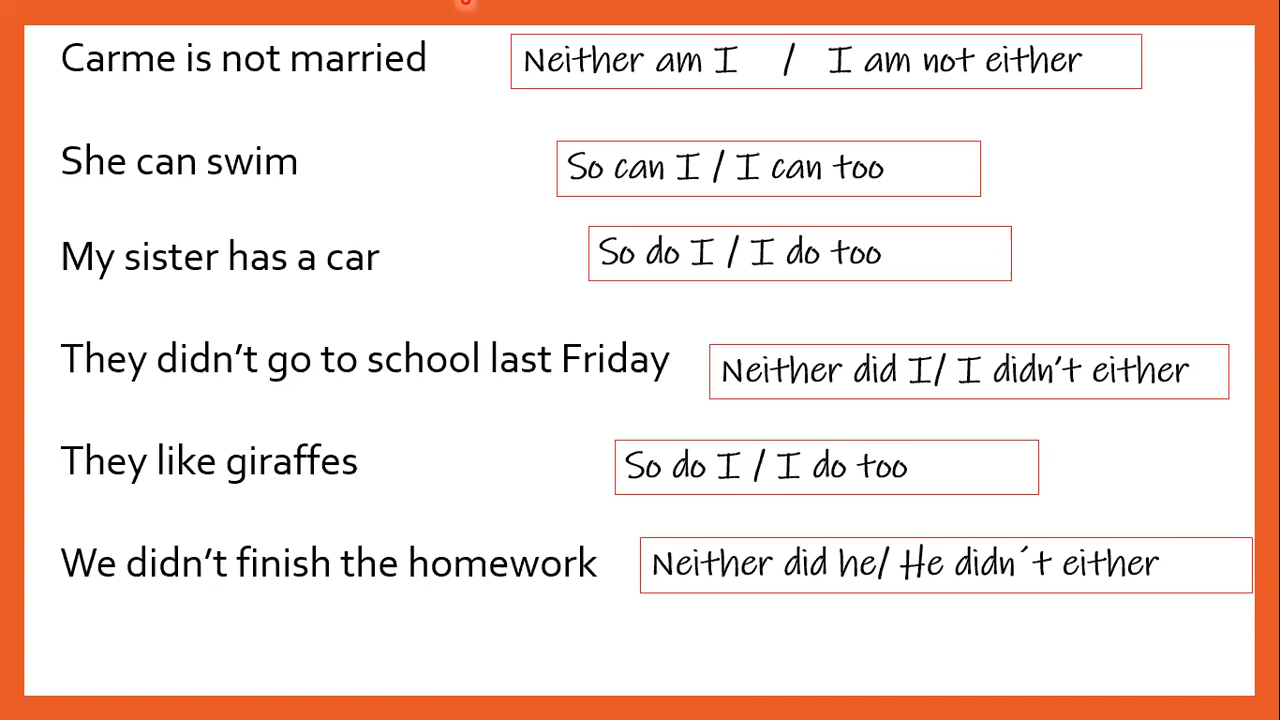 Carme is not married Neither am I / I am not either
She can swim So can I / I can too
My sister has a car So do I / I do too
They didn’t go to school last Friday Neither did I/ I didn’t either
They like giraffes So do I / I do too
We didn’t finish the homework Neither did he/ He didn´t either